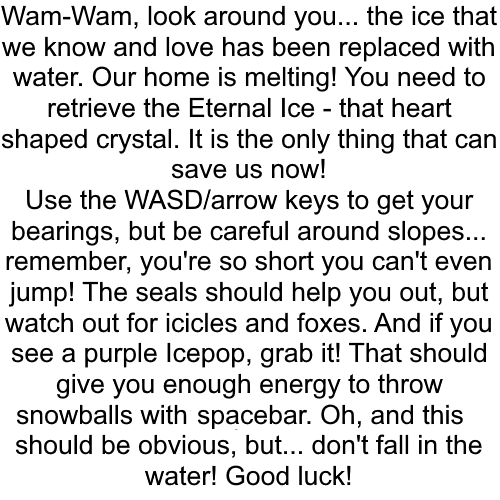 Wam-Wam, look around you... the ice that
we know and love has been replaced with
water. Our home is melting! You need to
retrieve the Eternal Ice - that heart
shaped crystal. It is the only thing that can
save us now!
Use the WASD/arrow keys to get your
bearings, but be careful around slopes...
remember, you're so short you can't even
jump! The seals should help you out, but
watch out for icicles and foxes. And if you
see a purple Icepop, grab it! That should
give you enough energy to throw
snowballs with spacebar. Oh, and this
should be obvious, but... don't fall in the
water! Good luck!